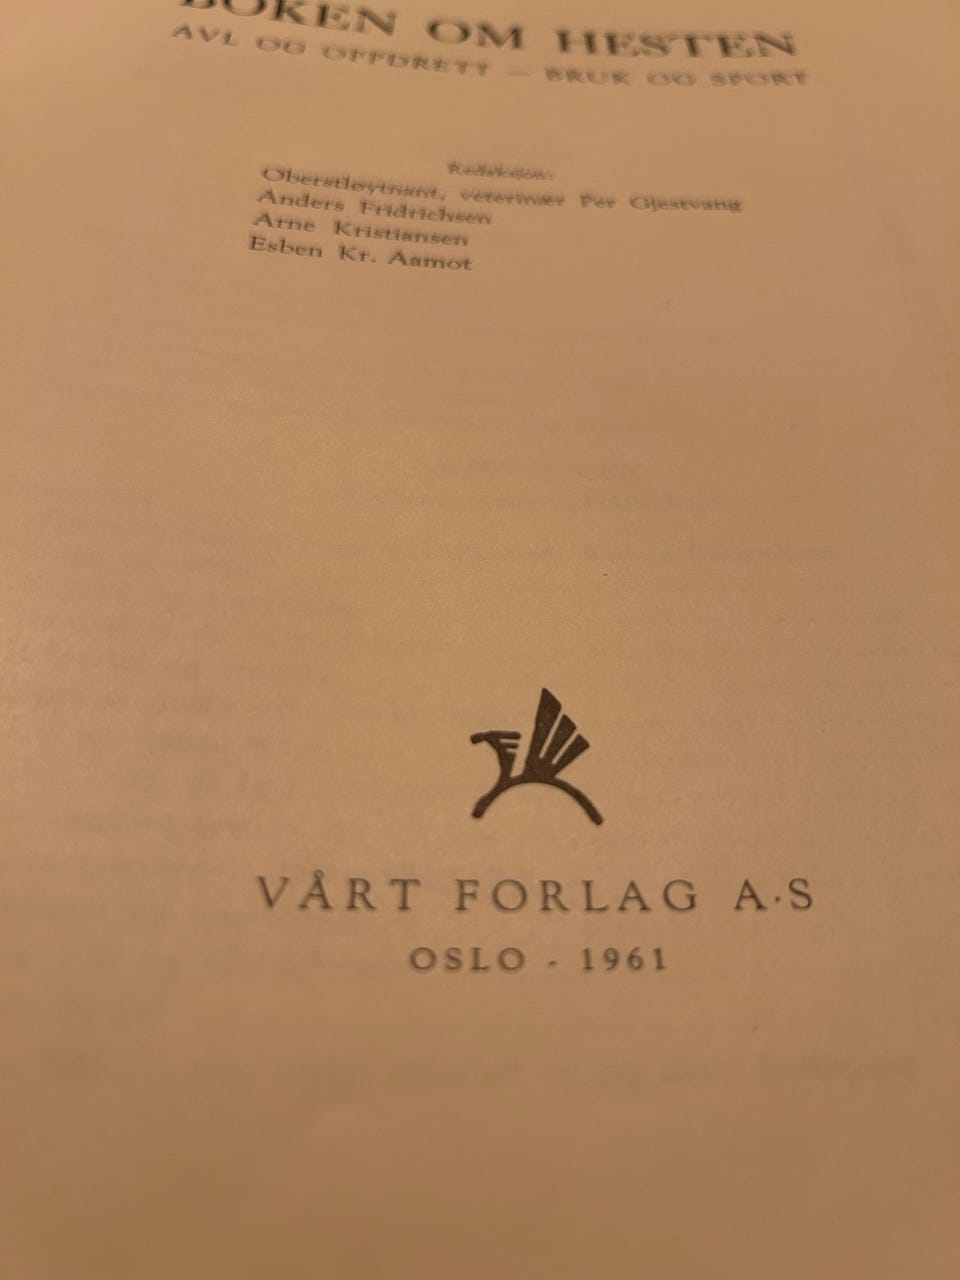 BOKEN OM HESTEN
AVL OG OPPDRETT — BRUK OG SPORT
Redaksjon:
Oberstløytnant, veterinær Per Gjestvang
Anders Fridrichsen
Arne Kristiansen
Esben Kr. Aamot
VÅRT FORLAG A·S
OSLO - 1961